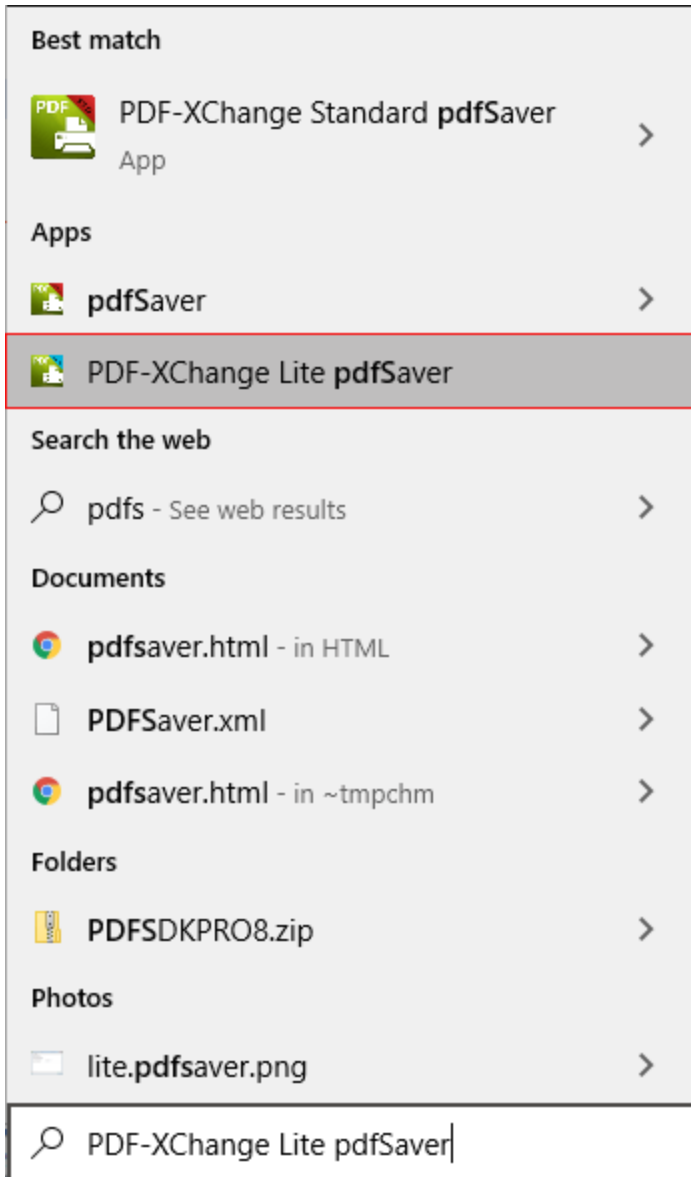 Best match
PDF
PDF-XChange Standard pdfSaver
App
Apps
pdfSaver
PDF-XChange Lite pdfSaver
Search the web
pdfs - See web results
Documents
pdfsaver.html - in HTML
PDFSaver.xml
pdfsaver.html - in ~tmpchm
Folders
PDFSDKPRO8.zip
Photos
lite.pdfsaver.png
PDF-XChange Lite pdfSaver